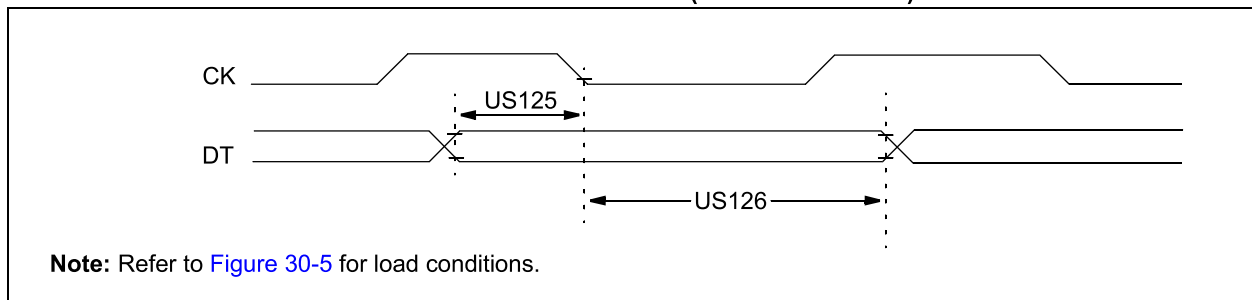 CK
US125
DT
US126
Note: Refer to Figure 30-5 for load conditions.